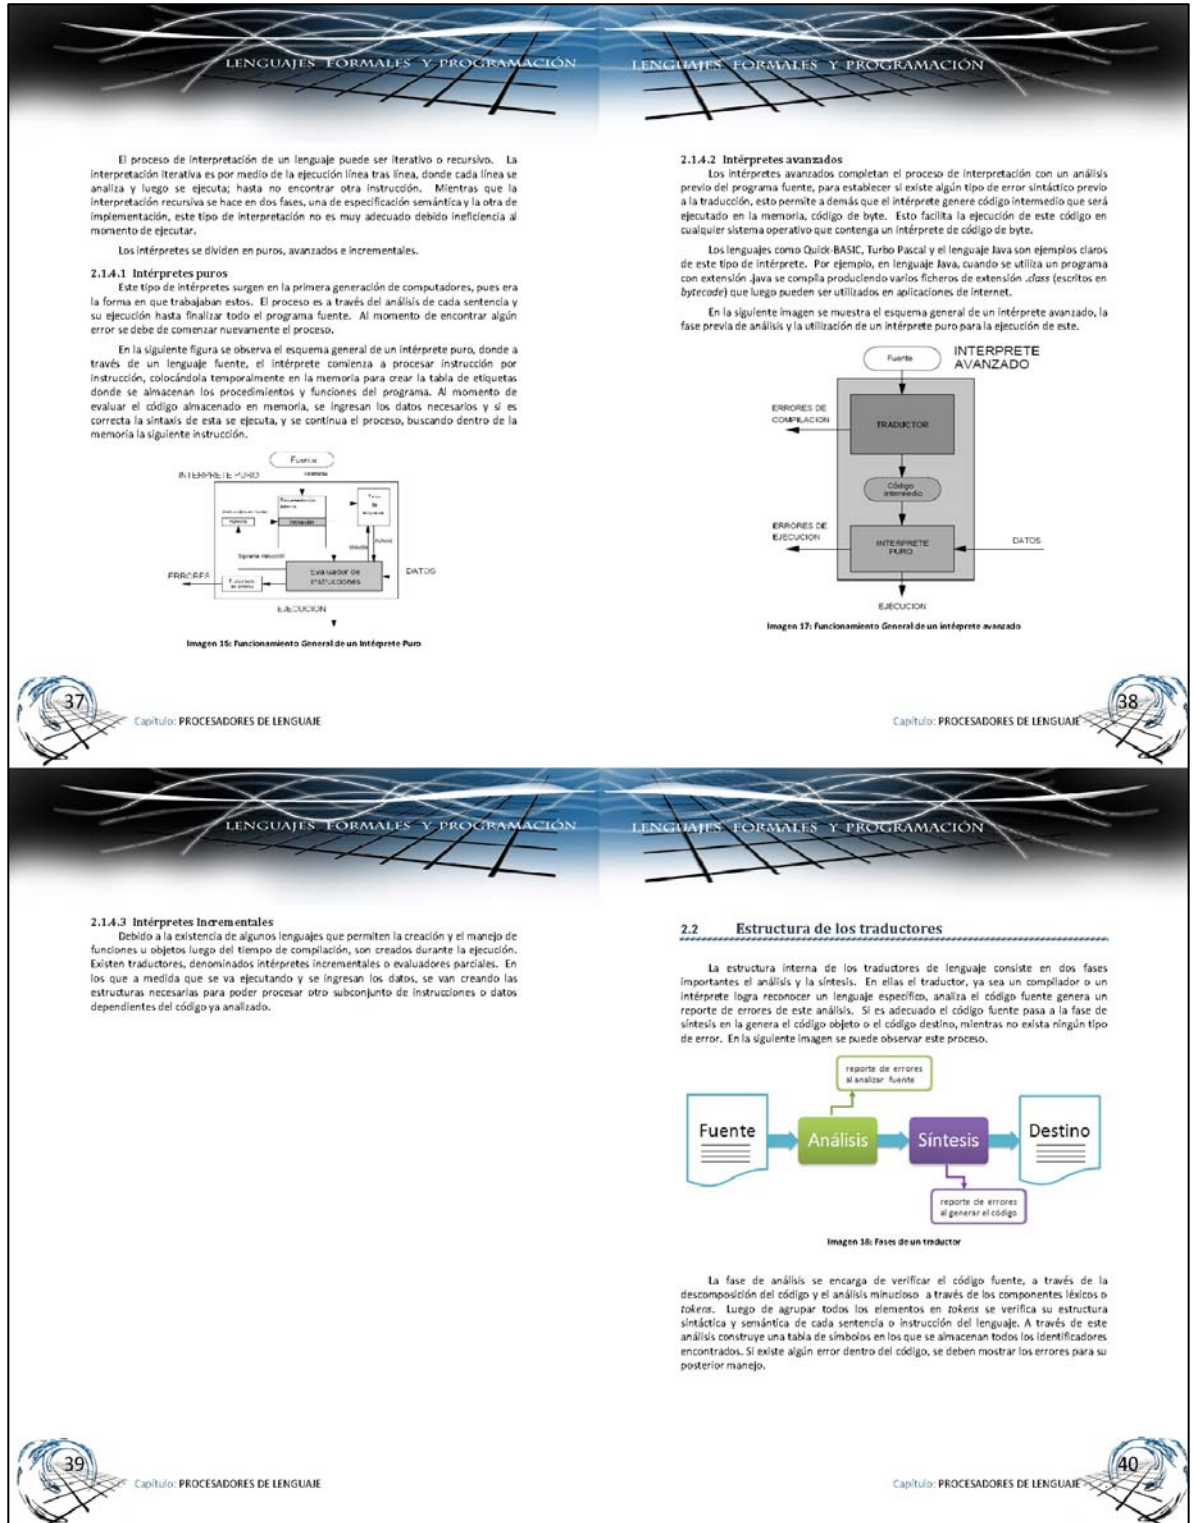 LENGUAJES FORMALES Y PROGRAMACIÓN
El proceso de interpretación de un lenguaje puede ser iterativo o recursivo. La
interpretación iterativa es por medio de la ejecución línea tras línea, donde cada línea se
analiza y luego se ejecuta; hasta no encontrar otra instrucción. Mientras que la
interpretación recursiva se hace en dos fases, una de especificación semántica y la otra de
implementación, este tipo de interpretación no es muy adecuado debido ineficiencia al
momento de ejecutar.
Los intérpretes se dividen en puros, avanzados e incrementales.
2.1.4.1 Intérpretes puros
Este tipo de intérpretes surgen en la primera generación de computadores, pues era
la forma en que trabajaban estos. El proceso es a través del análisis de cada sentencia y
su ejecución hasta finalizar todo el programa fuente. Al momento de encontrar algún
error se debe de comenzar nuevamente el proceso.
En la siguiente figura se observa el esquema general de un intérprete puro, donde a
través de un lenguaje fuente, el intérprete comienza a procesar instrucción por
instrucción, colocándola temporalmente en la memoria para crear la tabla de etiquetas
donde se almacenan los procedimientos y funciones del programa. Al momento de
evaluar el código almacenado en memoria, se ingresan los datos necesarios y si es
correcta la sintaxis de esta se ejecuta, y se continua el proceso, buscando dentro de la
memoria la siguiente instrucción.
Fuente
INTERPRETE PURO
Siguiente instrucción
Evaluador de
instrucciones
ERRORES
DATOS
EJECUCION
Imagen 15: Funcionamiento General de un Intérprete Puro
37
Capítulo: PROCESADORES DE LENGUAJE
LENGUAJES FORMALES Y PROGRAMACIÓN
2.1.4.2 Intérpretes avanzados
Los intérpretes avanzados completan el proceso de interpretación con un análisis
previo del programa fuente, para establecer si existe algún tipo de error sintáctico previo
a la traducción, esto permite a demás que el intérprete genere código intermedio que será
ejecutado en la memoria, código de byte. Esto facilita la ejecución de este código en
cualquier sistema operativo que contenga un intérprete de código de byte.
Los lenguajes como Quick-BASIC, Turbo Pascal y el lenguaje Java son ejemplos claros
de este tipo de intérprete. Por ejemplo, en lenguaje Java, cuando se utiliza un programa
con extensión .java se compila produciendo varios ficheros de extensión .class (escritos en
bytecode) que luego pueden ser utilizados en aplicaciones de internet.
En la siguiente imagen se muestra el esquema general de un intérprete avanzado, la
fase previa de análisis y la utilización de un intérprete puro para la ejecución de este.
Fuente
INTERPRETE
AVANZADO
ERRORES DE
COMPILACION
TRADUCTOR
Código
intermedio
ERRORES DE
EJECUCION
INTERPRETE
PURO
DATOS
EJECUCION
Imagen 17: Funcionamiento General de un intérprete avanzado
38
Capítulo: PROCESADORES DE LENGUAJE
LENGUAJES FORMALES Y PROGRAMACIÓN
2.1.4.3 Intérpretes Incrementales
Debido a la existencia de algunos lenguajes que permiten la creación y el manejo de
funciones u objetos luego del tiempo de compilación, son creados durante la ejecución.
Existen traductores, denominados intérpretes incrementales o evaluadores parciales. En
los que a medida que se va ejecutando y se ingresan los datos, se van creando las
estructuras necesarias para poder procesar otro subconjunto de instrucciones o datos
dependientes del código ya analizado.
39
Capítulo: PROCESADORES DE LENGUAJE
LENGUAJES FORMALES Y PROGRAMACIÓN
2.2 Estructura de los traductores
La estructura interna de los traductores de lenguaje consiste en dos fases
importantes el análisis y la síntesis. En ellas el traductor, ya sea un compilador o un
intérprete logra reconocer un lenguaje específico, analiza el código fuente genera un
reporte de errores de este análisis. Si es adecuado el código fuente pasa a la fase de
síntesis en la genera el código objeto o el código destino, mientras no exista ningún tipo
de error. En la siguiente imagen se puede observar este proceso.
reporte de errores
al analizar fuente
Fuente
Análisis
Síntesis
Destino
reporte de errores
al generar el código
Imagen 18: Fases de un traductor
La fase de análisis se encarga de verificar el código fuente, a través de la
descomposición del código y el análisis minucioso a través de los componentes léxicos o
tokens. Luego de agrupar todos los elementos en tokens se verifica su estructura
sintáctica y semántica de cada sentencia o instrucción del lenguaje. A través de este
análisis construye una tabla de símbolos en los que se almacenan todos los identificadores
encontrados. Si existe algún error dentro del código, se deben mostrar los errores para su
posterior manejo.
40
Capítulo: PROCESADORES DE LENGUAJE